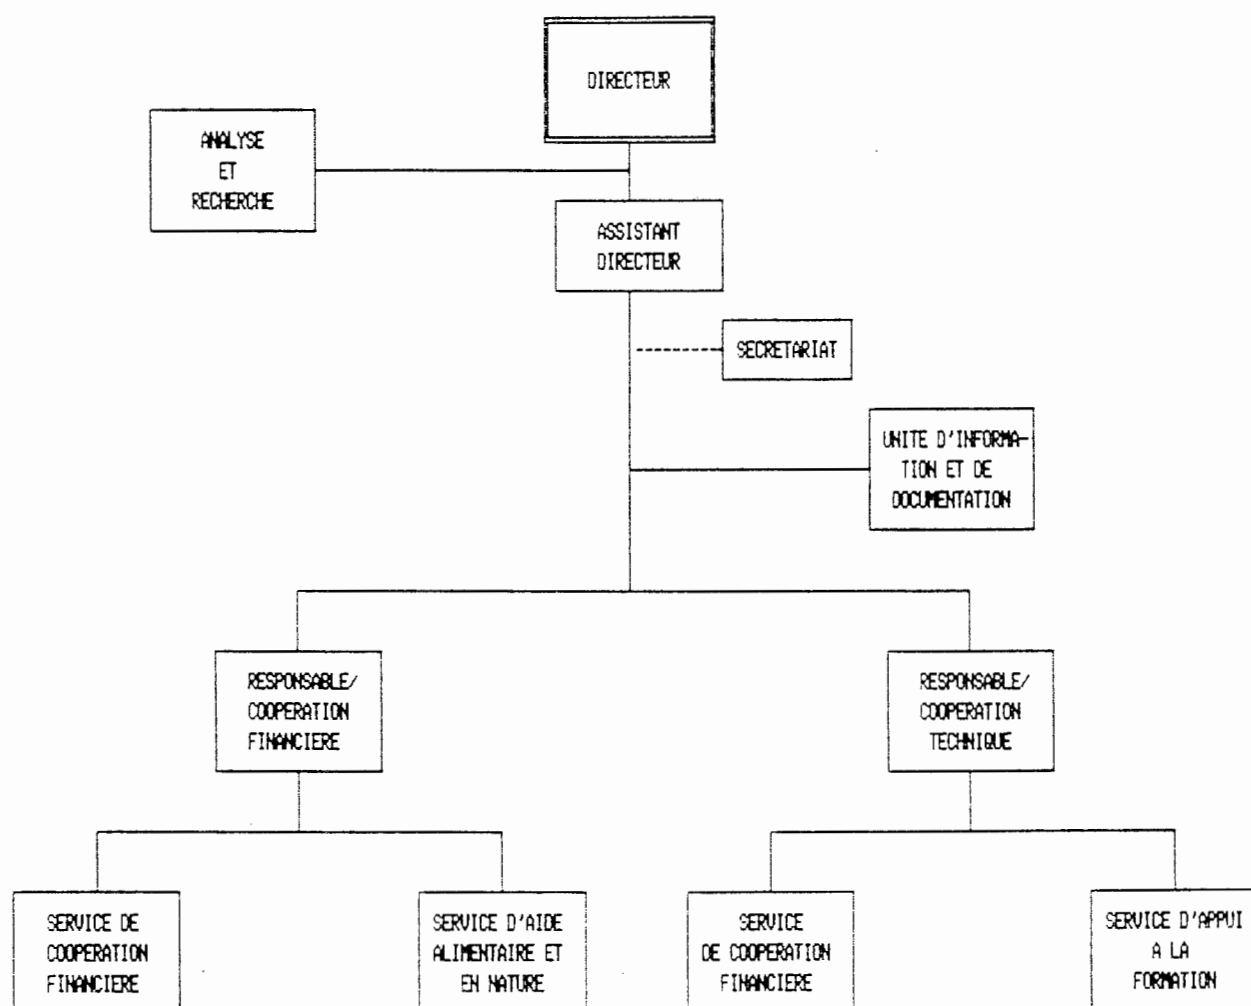 DIRECTEUR
ANALYSE
ET
RECHERCHE
ASSISTANT
DIRECTEUR
SECRETARIAT
UNITE D'INFORMA-
TION ET DE
DOCUMENTATION
RESPONSABLE/
COOPERATION
FINANCIERE
RESPONSABLE/
COOPERATION
TECHNIQUE
SERVICE DE
COOPERATION
FINANCIERE
SERVICE D'AIDE
ALIMENTAIRE ET
EN NATURE
SERVICE
DE COOPERATION
FINANCIERE
SERVICE D'APPUI
A LA
FORMATION